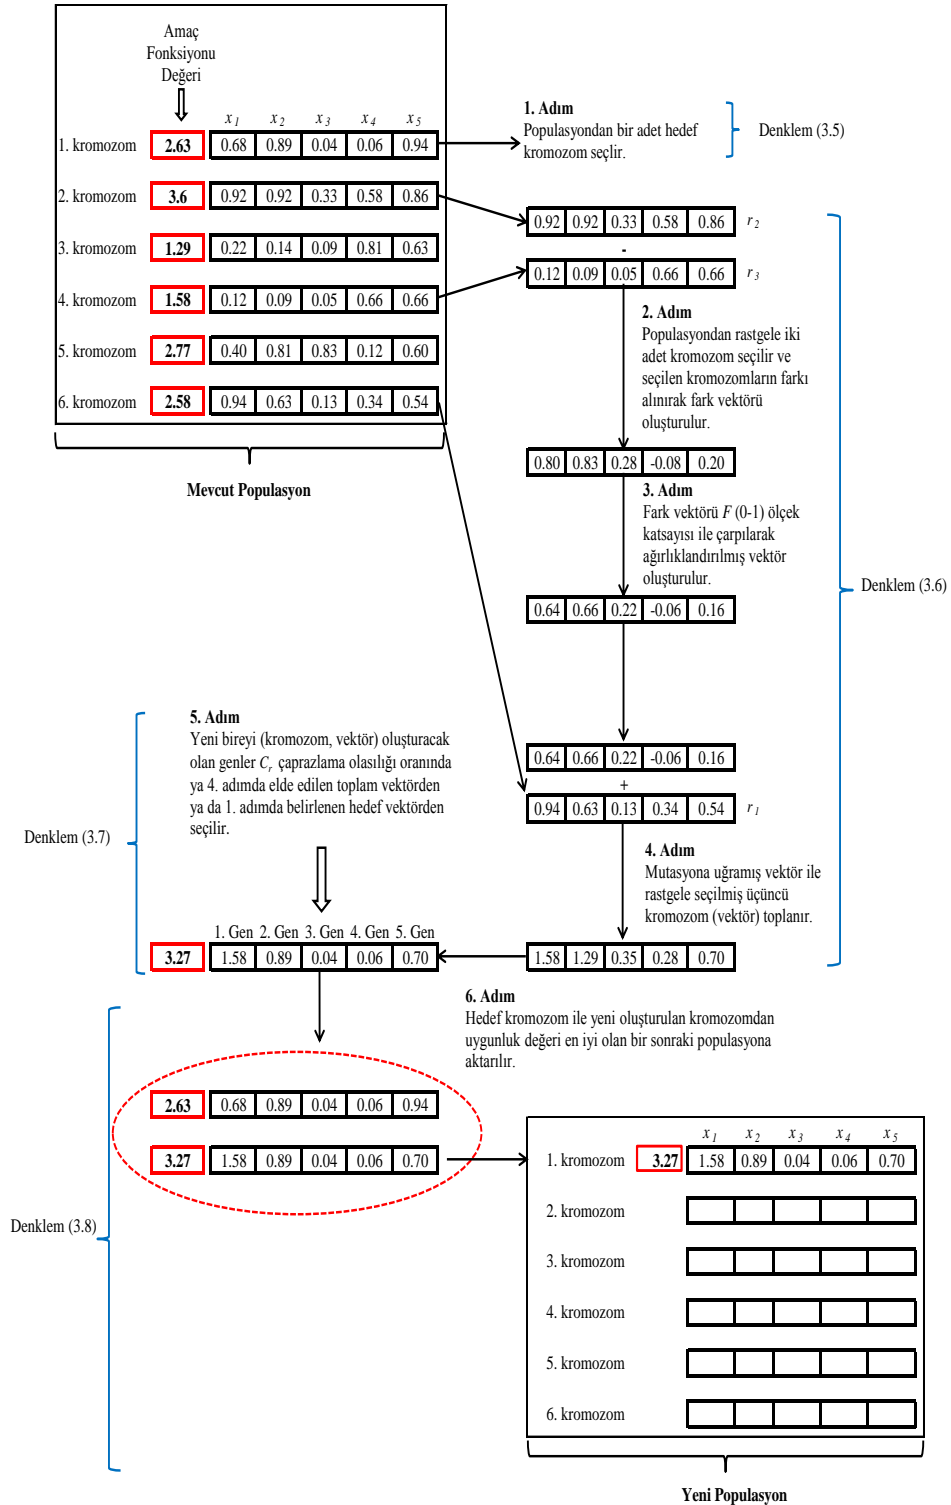 Amaç
Fonksiyonu
Değeri
x1 x2 x3 x4 x5
1. kromozom 2.63 0.68 0.89 0.04 0.06 0.94
2. kromozom 3.6 0.92 0.92 0.33 0.58 0.86
3. kromozom 1.29 0.22 0.14 0.09 0.81 0.63
4. kromozom 1.58 0.12 0.09 0.05 0.66 0.66
5. kromozom 2.77 0.40 0.81 0.83 0.12 0.60
6. kromozom 2.58 0.94 0.63 0.13 0.34 0.54
Mevcut Populasyon
1. Adım
Populasyondan bir adet hedef
kromozom seçlir.
Denklem (3.5)
0.92 0.92 0.33 0.58 0.86 r2
-
0.12 0.09 0.05 0.66 0.66 r3
2. Adım
Populasyondan rastgele iki
adet kromozom seçilir ve
seçilen kromozomların farkı
alınırak fark vektörü
oluşturulur.
0.80 0.83 0.28 -0.08 0.20
3. Adım
Fark vektörü F (0-1) ölçek
katsayısı ile çarpılarak
ağırlıklandırılmış vektör
oluşturulur.
Denklem (3.6)
0.64 0.66 0.22 -0.06 0.16
0.64 0.66 0.22 -0.06 0.16
+
0.94 0.63 0.13 0.34 0.54 r1
4. Adım
Mutasyona uğramış vektör ile
rastgele seçilmiş üçüncü
kromozom (vektör) toplanır.
1.58 1.29 0.35 0.28 0.70
5. Adım
Yeni bireyi (kromozom, vektör) oluşturacak
olan genler Cr çaprazlama olasılığı oranında
ya 4. adımda elde edilen toplam vektörden
ya da 1. adımda belirlenen hedef vektörden
seçilir.
Denklem (3.7)
1. Gen 2. Gen 3. Gen 4. Gen 5. Gen
3.27 1.58 0.89 0.04 0.06 0.70
6. Adım
Hedef kromozom ile yeni oluşturulan kromozomdan
uygunluk değeri en iyi olan bir sonraki populasyona
aktarılır.
2.63 0.68 0.89 0.04 0.06 0.94
3.27 1.58 0.89 0.04 0.06 0.70
Denklem (3.8)
x1 x2 x3 x4 x5
1. kromozom 3.27 1.58 0.89 0.04 0.06 0.70
2. kromozom
3. kromozom
4. kromozom
5. kromozom
6. kromozom
Yeni Populasyon